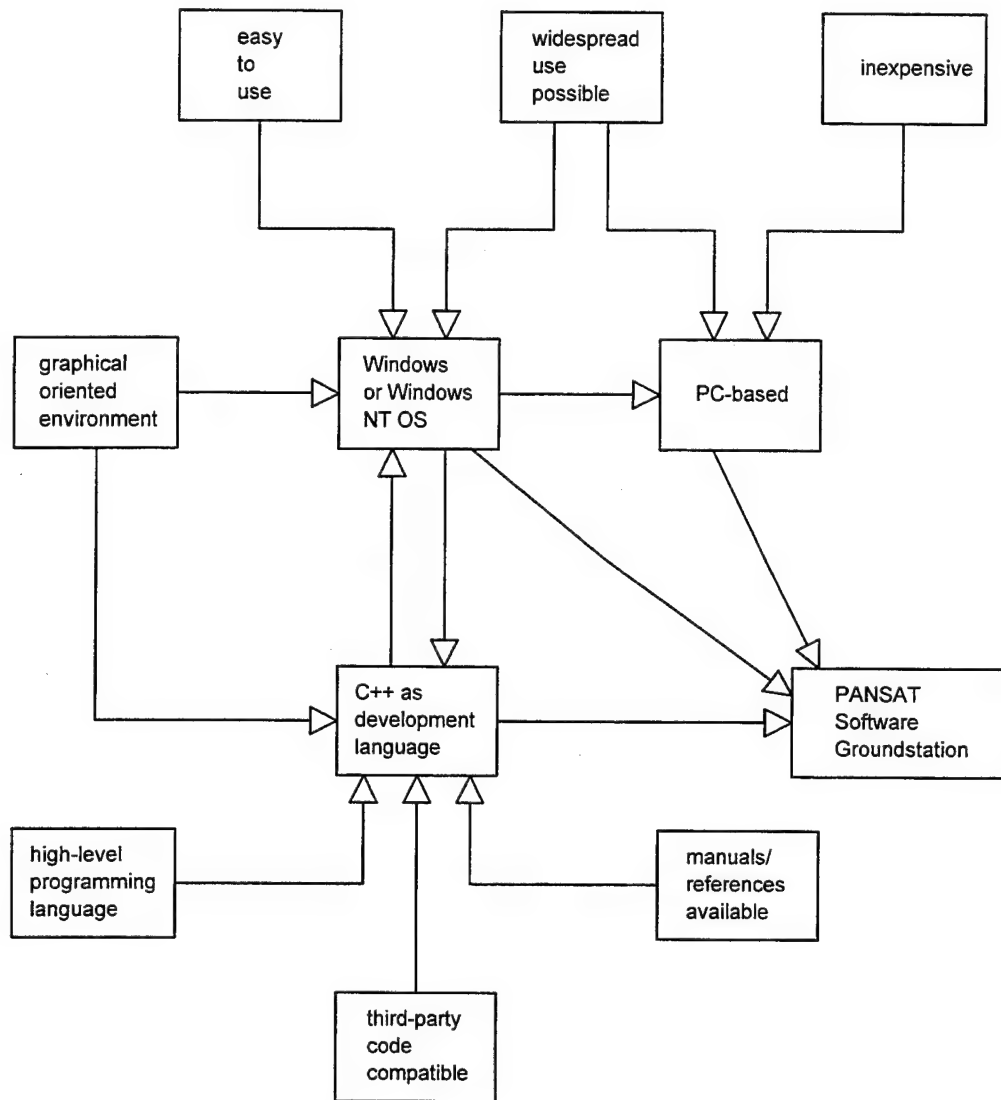 easy
to
use
widespread
use
possible
inexpensive
graphical
oriented
environment
Windows
or Windows
NT OS
PC-based
C++ as
development
language
PANSAT
Software
Groundstation
high-level
programming
language
manuals/
references
available
third-party
code
compatible